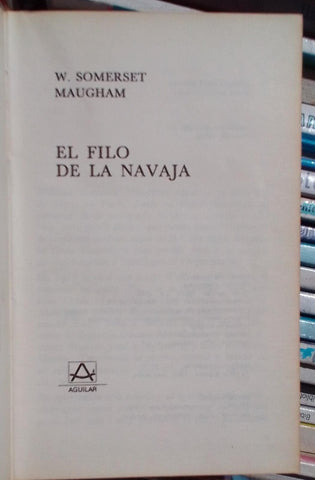 W. SOMERSET
MAUGHAM
EL FILO
DE LA NAVAJA
AGUILAR